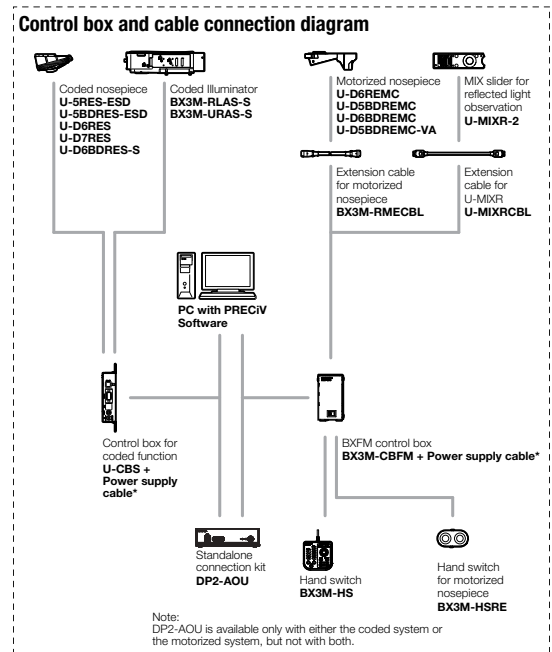 Control box and cable connection diagram
Coded nosepiece
U-5RES-ESD
U-5BDRES-ESD
U-D6RES
U-D7RES
U-D6BDRES-S
Coded Illuminator
BX3M-RLAS-S
BX3M-URAS-S
Motorized nosepiece
U-D6REMC
U-D5BDREMC
U-D6BDREMC
U-D5BDREMC-VA
MIX slider for
reflected light
observation
U-MIXR-2
Extension cable
for motorized
nosepiece
BX3M-RMECBL
Extension
cable for
U-MIXR
U-MIXRCBL
PC with PRECiV
Software
Control box for
coded function
U-CBS +
Power supply
cable*
BXFM control box
BX3M-CBFM + Power supply cable*
Standalone
connection kit
DP2-AOU
Hand switch
BX3M-HS
Hand switch
for motorized
nosepiece
BX3M-HSRE
Note:
DP2-AOU is available only with either the coded system or
the motorized system, but not with both.